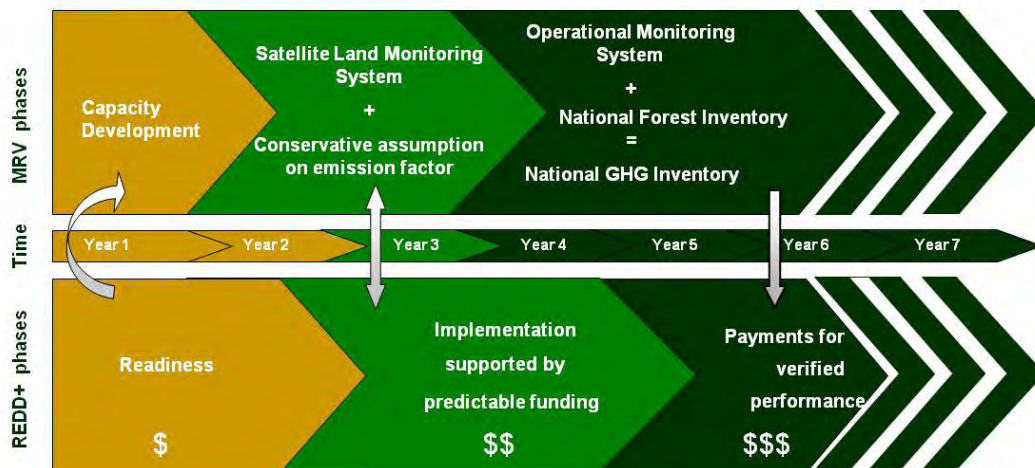 MRV phases
Capacity
Development
Satellite Land Monitoring
System
+
Conservative assumption
on emission factor
Operational Monitoring
System
+
National Forest Inventory
=
National GHG Inventory
Time
Year 1
Year 2
Year 3
Year 4
Year 5
Year 6
Year 7
REDD+ phases
Readiness
$
Implementation
supported by
predictable funding
$$
Payments for
verified
performance
$$$